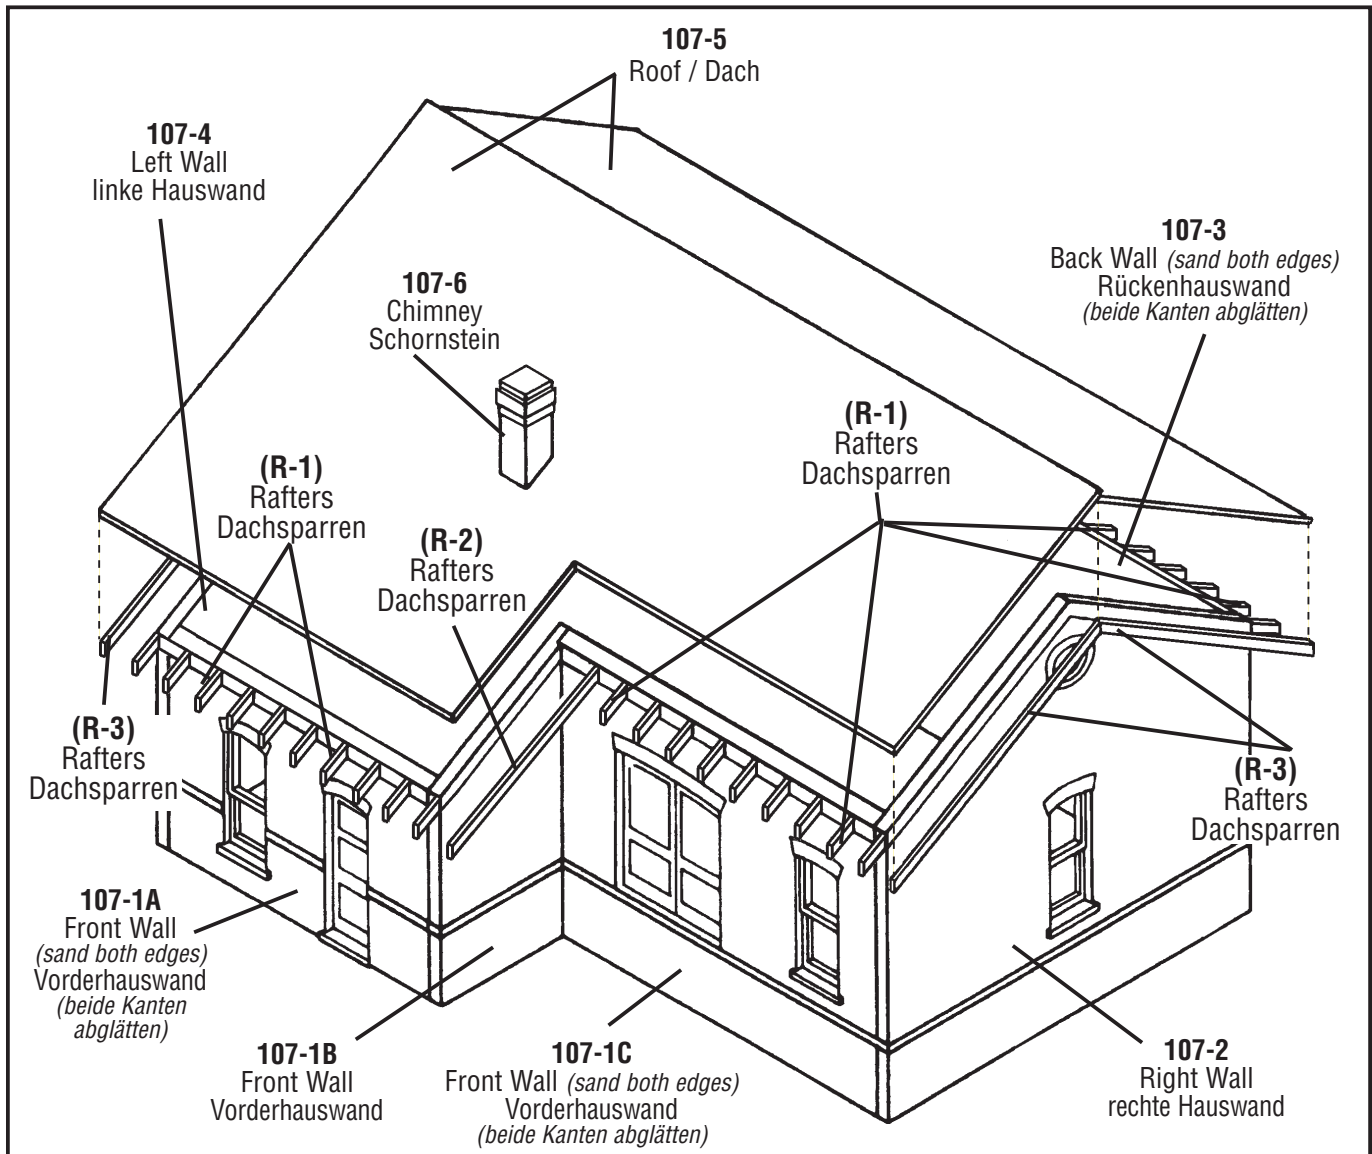 107-5
Roof / Dach
107-4
Left Wall
linke Hauswand
107-3
Back Wall (sand both edges)
Rückenhauswand
(beide Kanten abglätten)
107-6
Chimney
Schornstein
(R-1)
Rafters
Dachsparren
(R-1)
Rafters
Dachsparren
(R-2)
Rafters
Dachsparren
(R-3)
Rafters
Dachsparren
(R-3)
Rafters
Dachsparren
107-1A
Front Wall
(sand both edges)
Vorderhauswand
(beide Kanten
abglätten)
107-1B
Front Wall
Vorderhauswand
107-1C
Front Wall (sand both edges)
Vorderhauswand
(beide Kanten abglätten)
107-2
Right Wall
rechte Hauswand